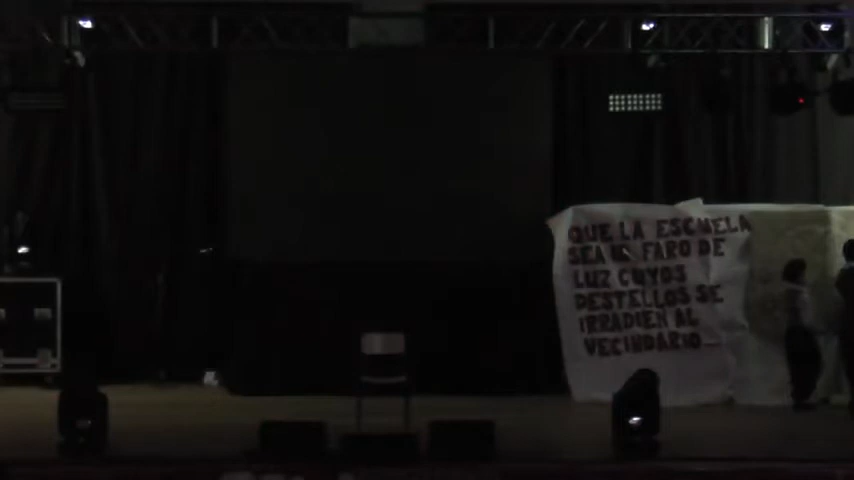 QUE LA ESCUELA
SEA UN FARO DE
LUZ CUYOS
DESTELLOS SE
IRRADIEN AL
VECINDARIO